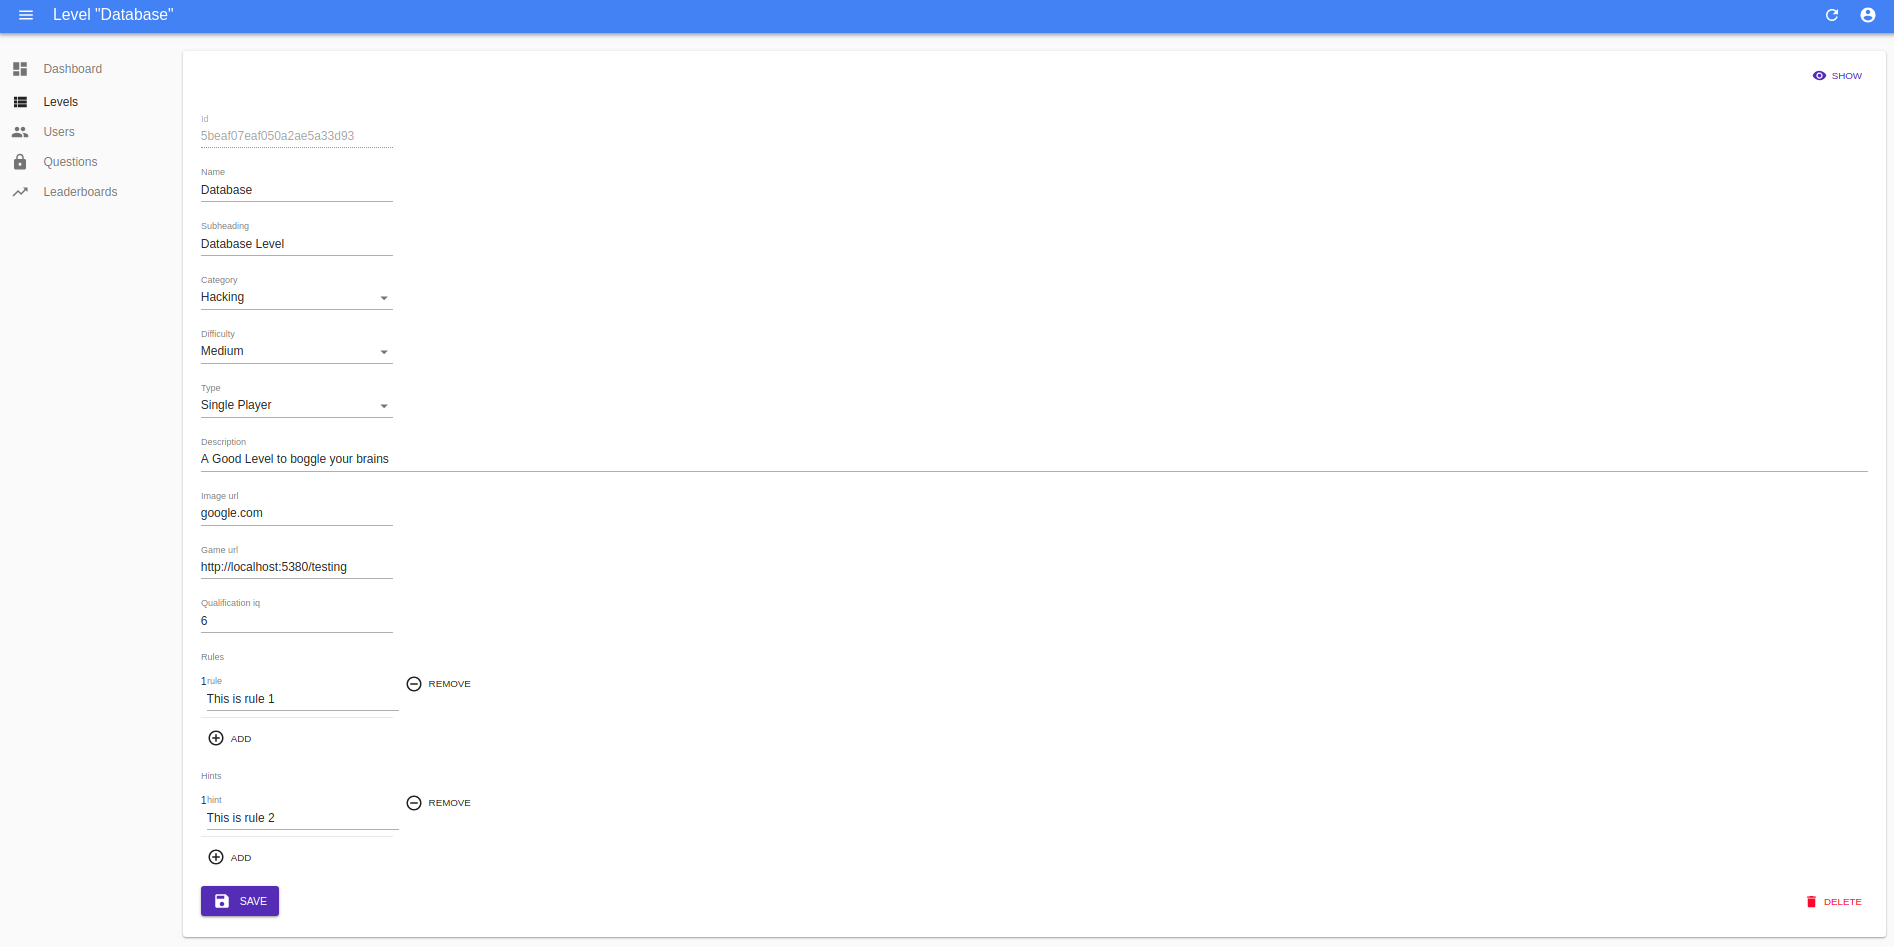 Level "Database"
Dashboard
Levels
Users
Questions
Leaderboards
SHOW
Id
5beaf07eaf050a2ae5a33d93
Name
Database
Subheading
Database Level
Category
Hacking
Difficulty
Medium
Type
Single Player
Description
A Good Level to boggle your brains
Image url
google.com
Game url
http://localhost:5380/testing
Qualification iq
6
Rules
1 rule
This is rule 1
REMOVE
ADD
Hints
1 hint
This is rule 2
REMOVE
ADD
SAVE
DELETE